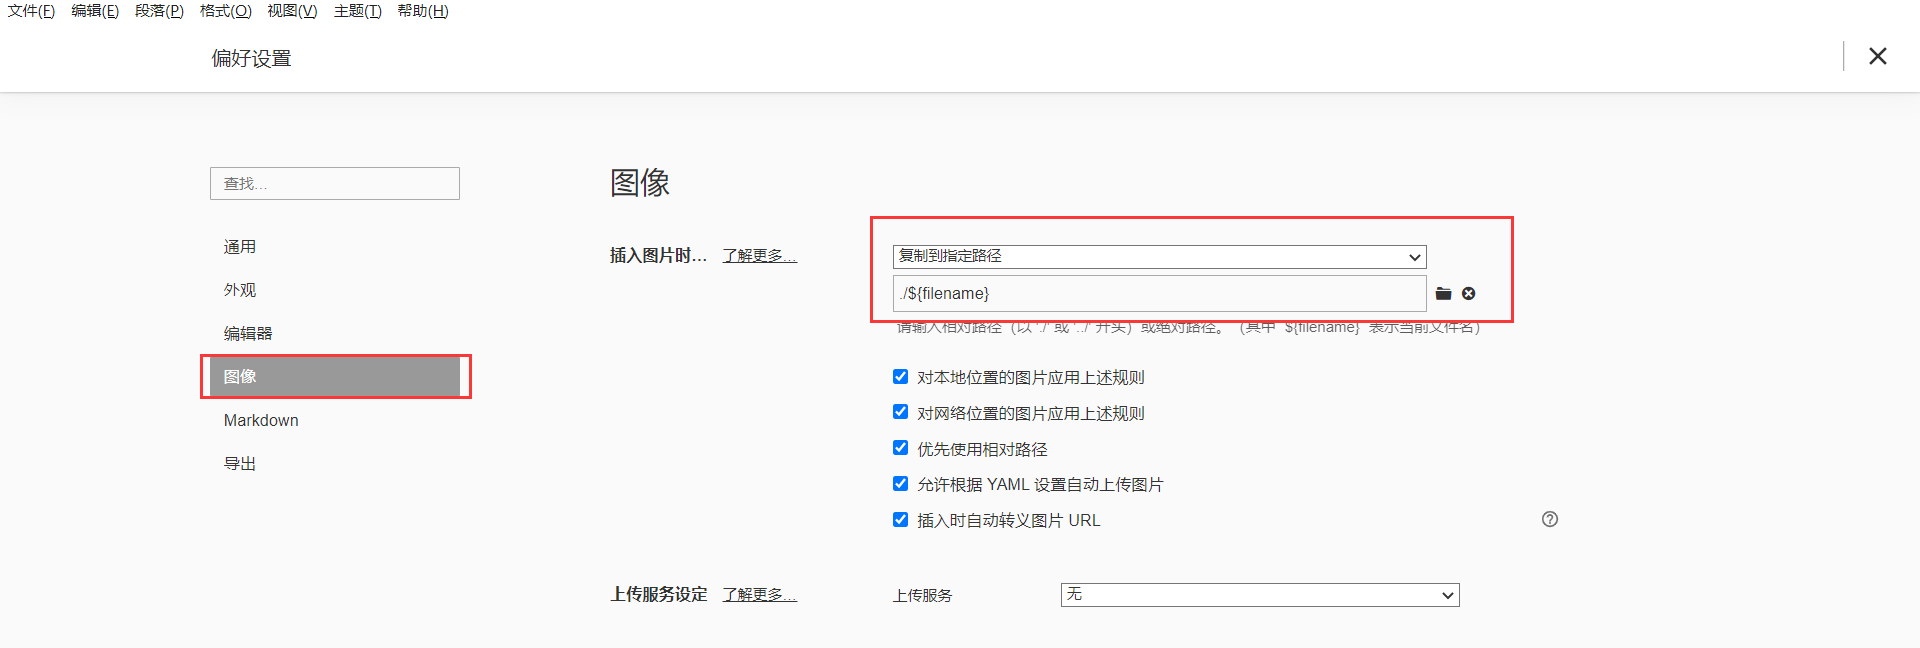 文件(F) 编辑(E) 段落(P) 格式(O) 视图(V) 主题(T) 帮助(H)
偏好设置
查找...
通用
外观
编辑器
图像
Markdown
导出
图像
插入图片时... 了解更多...
复制到指定路径
./${filename}
请输入相对路径（以 './' 或 '../' 开头）或绝对路径。（其中 '${filename}' 表示当前文件名）
对本地位置的图片应用上述规则
对网络位置的图片应用上述规则
优先使用相对路径
允许根据 YAML 设置自动上传图片
插入时自动转义图片 URL
上传服务设定 了解更多...
上传服务 无